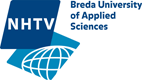 Breda University
of Applied
Sciences
NHTV